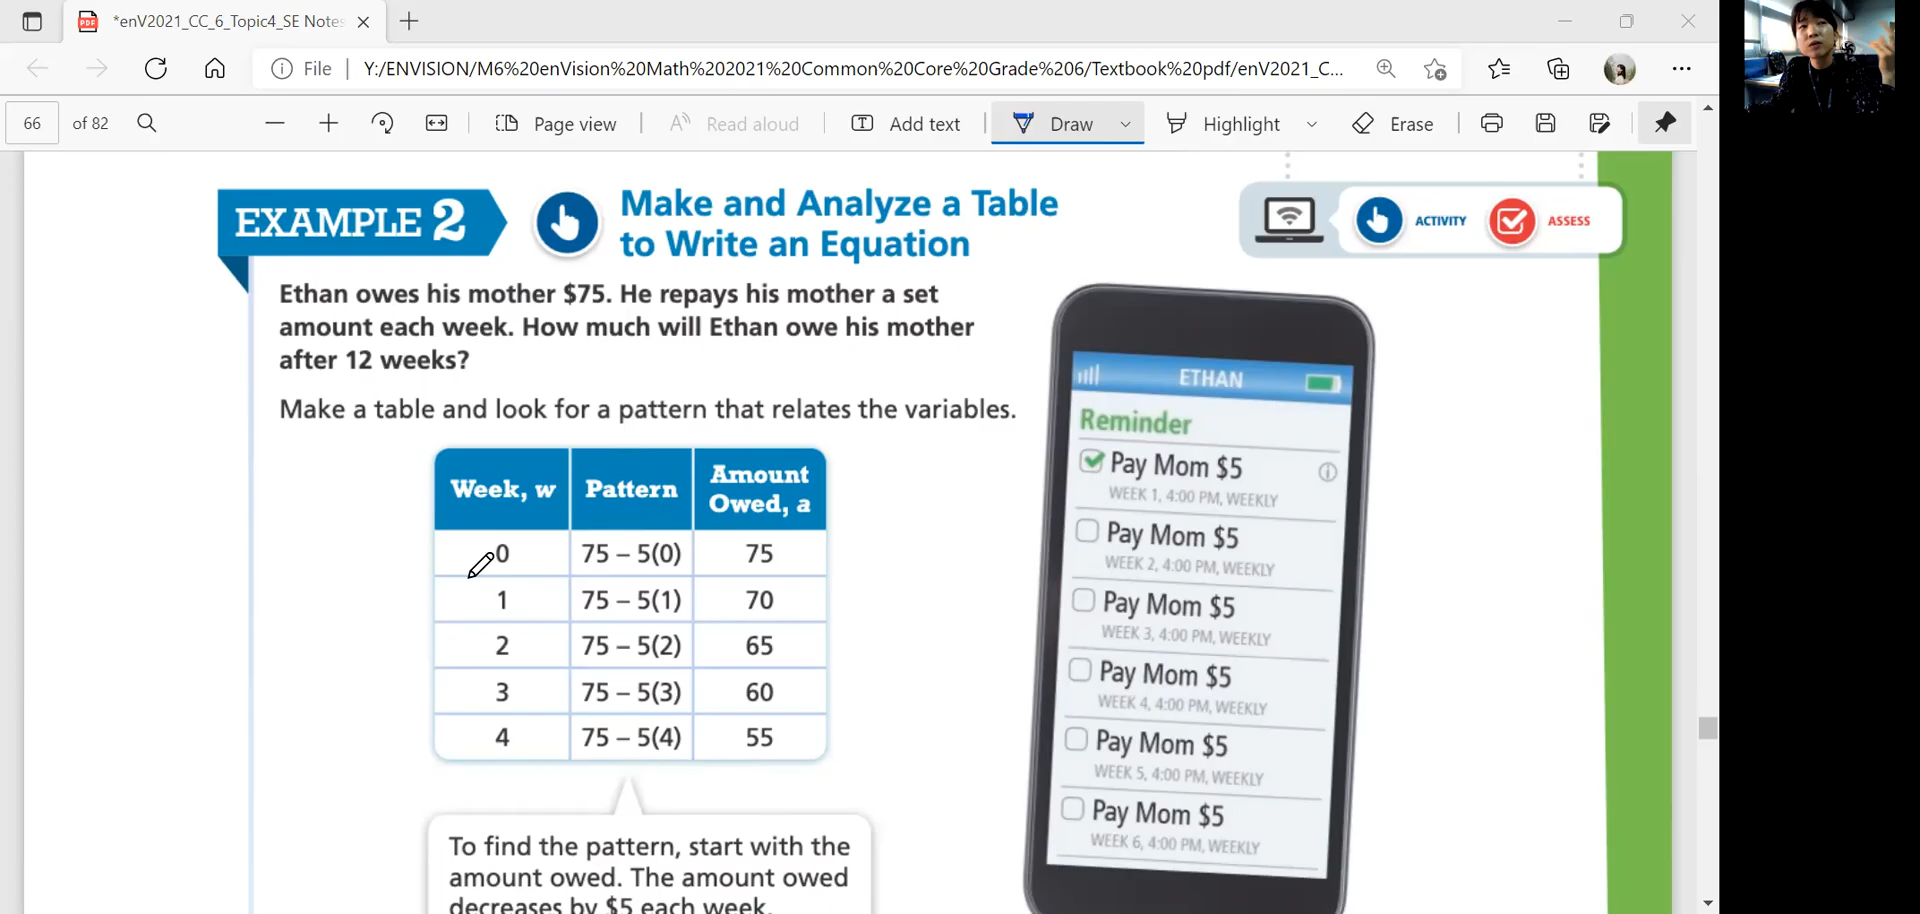 *enV2021_CC_6_Topic4_SE Notes
File
Y:/ENVISION/M6%20enVision%20Math%202021%20Common%20Core%20Grade%206/Textbook%20pdf/enV2021_C...
66 of 82
Page view
Read aloud
Add text
Draw
Highlight
Erase
EXAMPLE 2
Make and Analyze a Table
to Write an Equation
ACTIVITY
ASSESS
Ethan owes his mother $75. He repays his mother a set
amount each week. How much will Ethan owe his mother
after 12 weeks?
Make a table and look for a pattern that relates the variables.
Week, w Pattern Amount Owed, a
0 75 – 5(0) 75
1 75 – 5(1) 70
2 75 – 5(2) 65
3 75 – 5(3) 60
4 75 – 5(4) 55
To find the pattern, start with the
amount owed. The amount owed
decreases by $5 each week.
ETHAN
Reminder
Pay Mom $5
WEEK 1, 4:00 PM, WEEKLY
Pay Mom $5
WEEK 2, 4:00 PM, WEEKLY
Pay Mom $5
WEEK 3, 4:00 PM, WEEKLY
Pay Mom $5
WEEK 4, 4:00 PM, WEEKLY
Pay Mom $5
WEEK 5, 4:00 PM, WEEKLY
Pay Mom $5
WEEK 6, 4:00 PM, WEEKLY